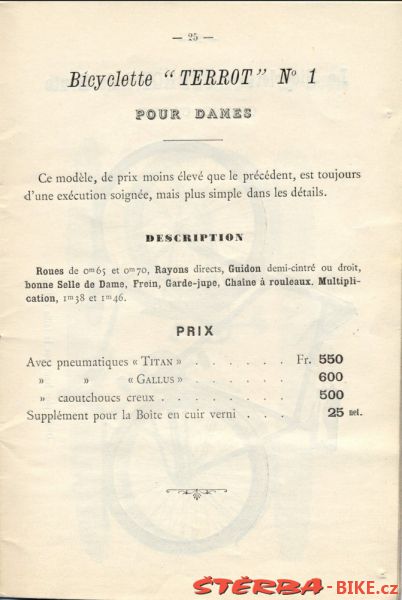 — 25 —
Bicyclette "TERROT" No 1
POUR DAMES
Ce modèle, de prix moins élevé que le précédent, est toujours
d'une exécution soignée, mais plus simple dans les détails.
DESCRIPTION
Roues de 0m65 et 0m70, Rayons directs, Guidon demi-cintré ou droit,
bonne Selle de Dame, Frein, Garde-jupe, Chaîne à rouleaux. Multipli-
cation, 1m38 et 1m46.
PRIX
Avec pneumatiques « TITAN » . . . . . . . Fr. 550
» » « GALLUS » . . . . . . . 600
» caoutchoucs creux . . . . . . . . 500
Supplément pour la Boîte en cuir verni . . . . 25 net.
ŠTĚRBA-BIKE.cz